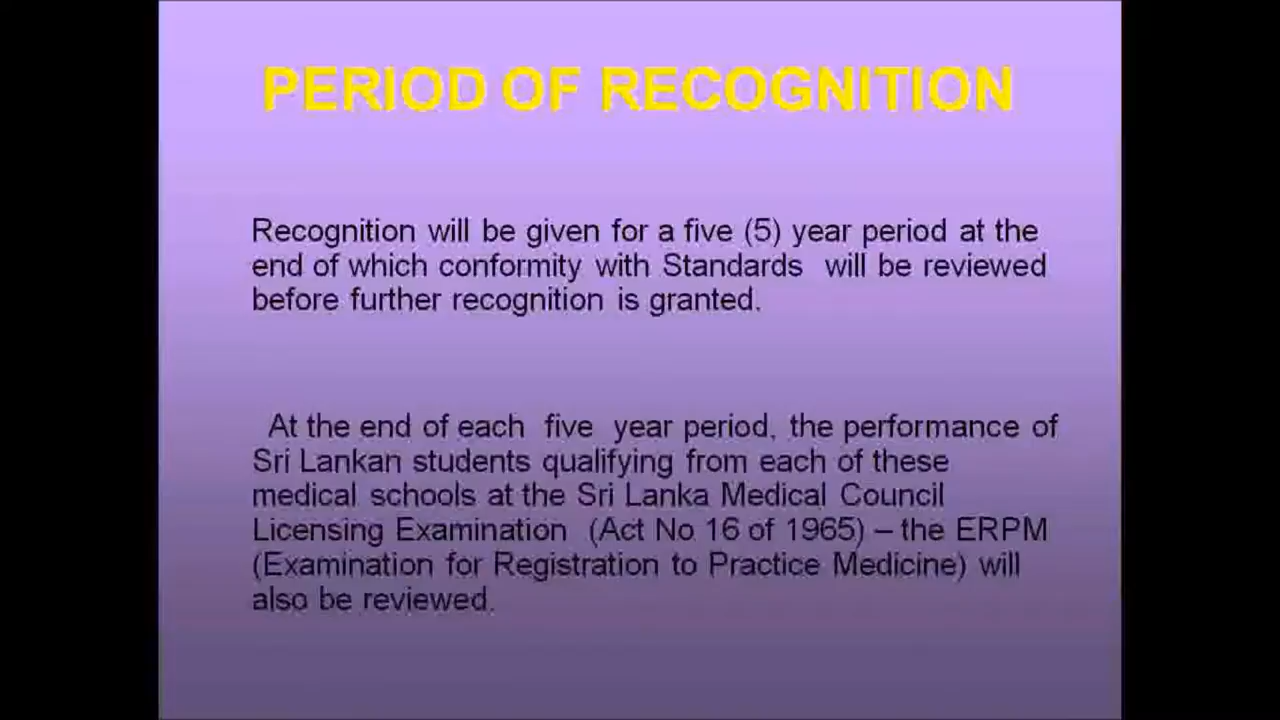 PERIOD OF RECOGNITION
Recognition will be given for a five (5) year period at the
end of which conformity with Standards will be reviewed
before further recognition is granted.
At the end of each five year period, the performance of
Sri Lankan students qualifying from each of these
medical schools at the Sri Lanka Medical Council
Licensing Examination (Act No 16 of 1965) – the ERPM
(Examination for Registration to Practice Medicine) will
also be reviewed.